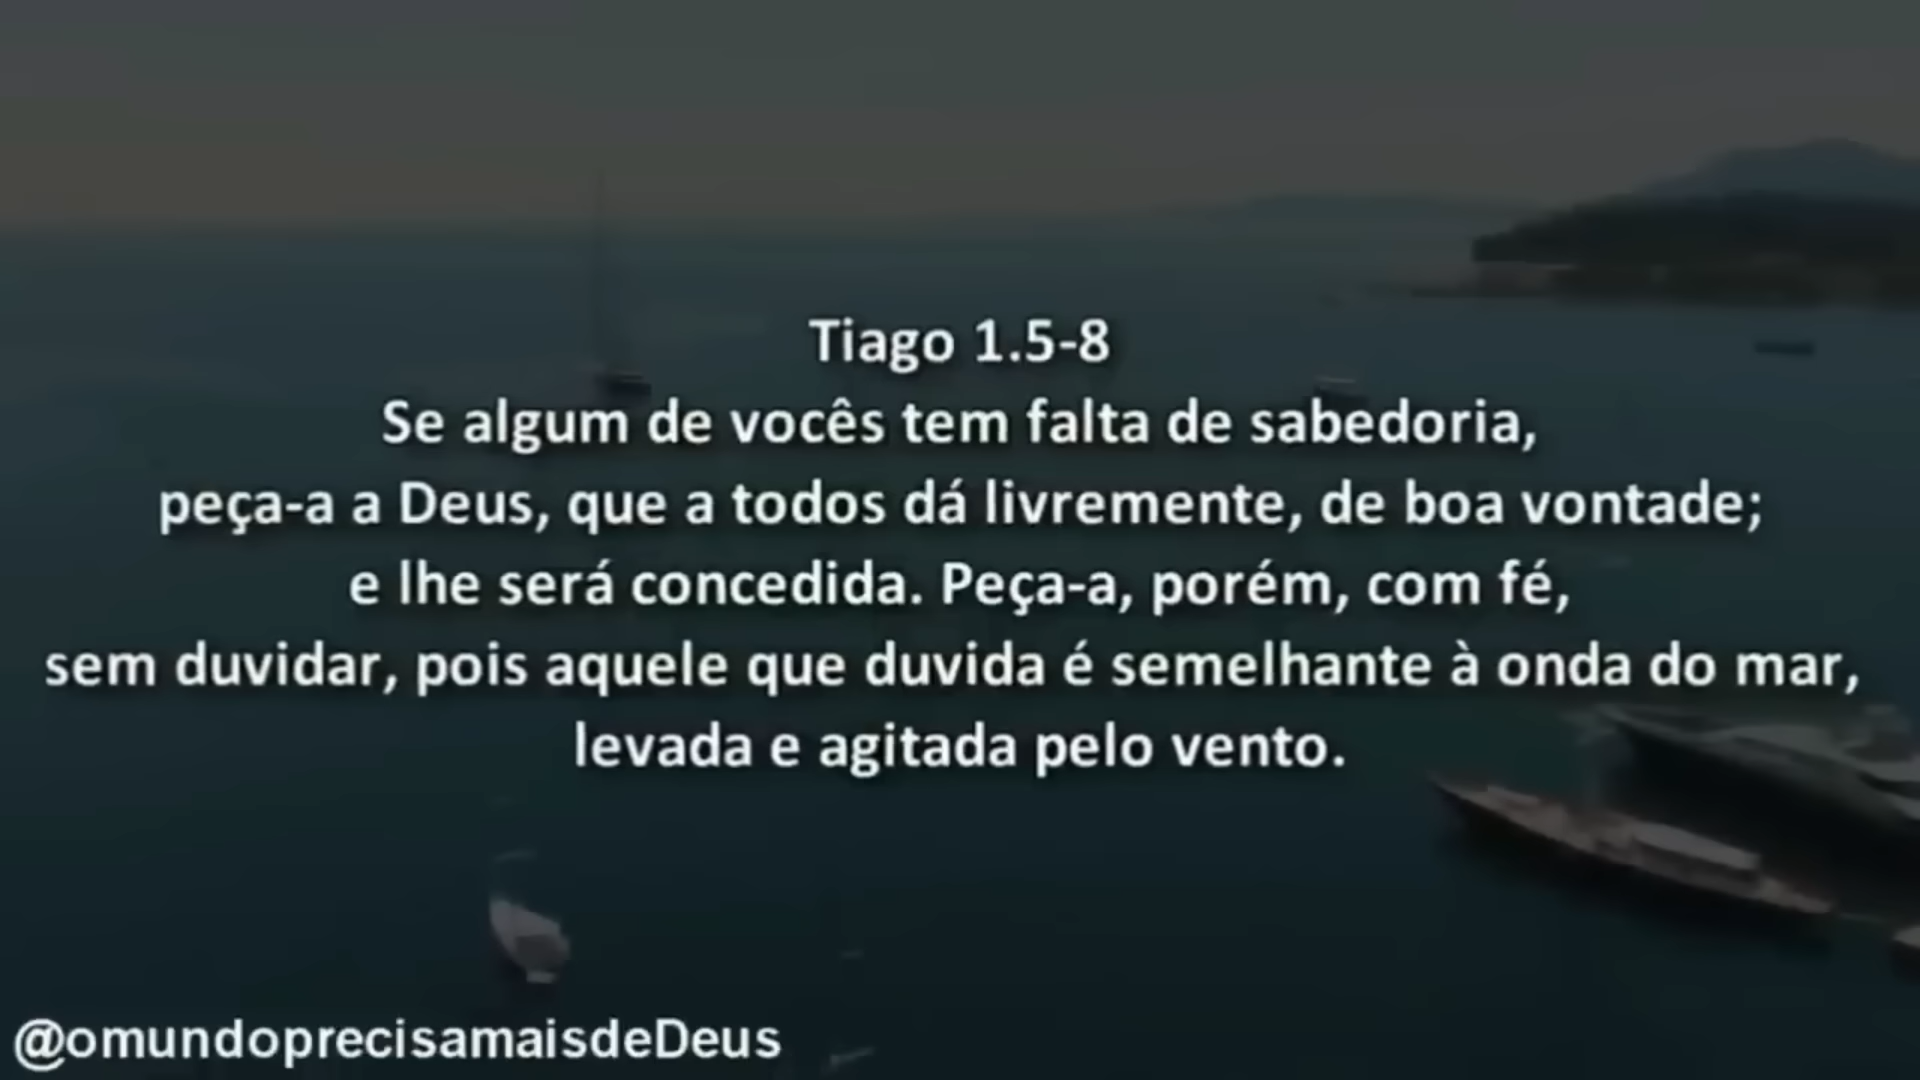 Tiago 1.5-8
Se algum de vocês tem falta de sabedoria,
peça-a a Deus, que a todos dá livremente, de boa vontade;
e lhe será concedida. Peça-a, porém, com fé,
sem duvidar, pois aquele que duvida é semelhante à onda do mar,
levada e agitada pelo vento.
@omundoprecisamaisdeDeus